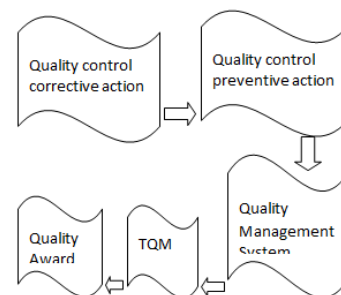 Quality control
corrective action
Quality control
preventive action
Quality
Management
System
TQM
Quality
Award